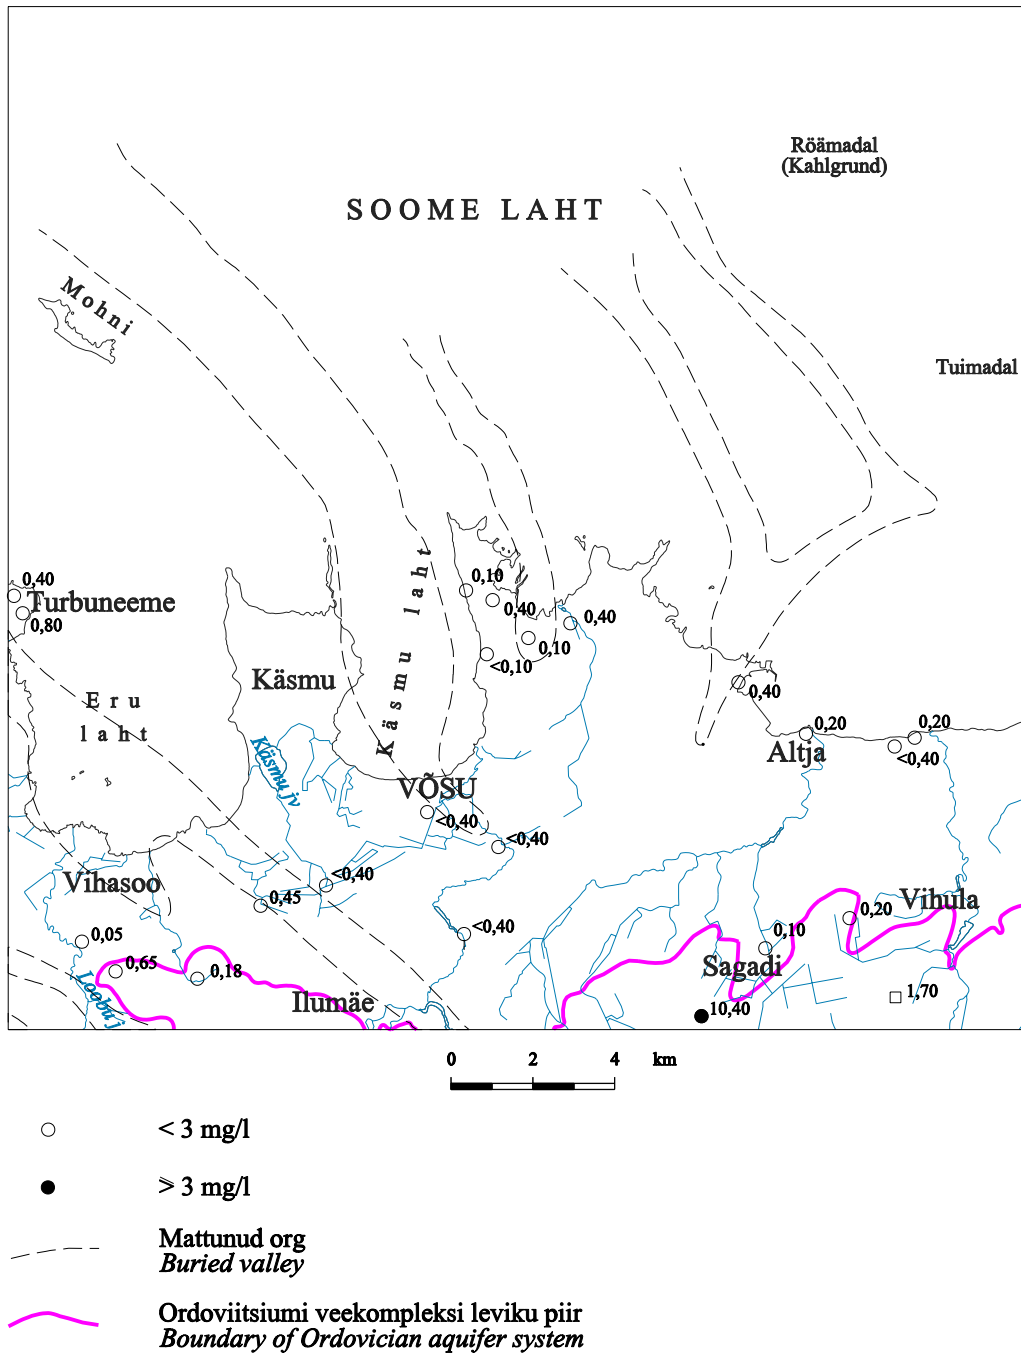 Röämadal
(Kahlgrund)
SOOME LAHT
Mohni
Tuimadal
Käsmu laht
0,40
Turbuneeme
0,80
0,10
0,40
0,40
0,10
<0,10
Käsmu
Eru
laht
0,40
0,20
0,20
<0,40
Altja
Käsmu jv
VÕSU
<0,40
<0,40
Vihasoo
<0,40
0,45
<0,40
Vihula
0,20
0,05
0,10
0,65
0,18
Sagadi
Loobu j
Ilumäe
1,70
10,40
0 2 4 km
< 3 mg/l
> 3 mg/l
Mattunud org
Buried valley
Ordoviitsiumi veekompleksi leviku piir
Boundary of Ordovician aquifer system